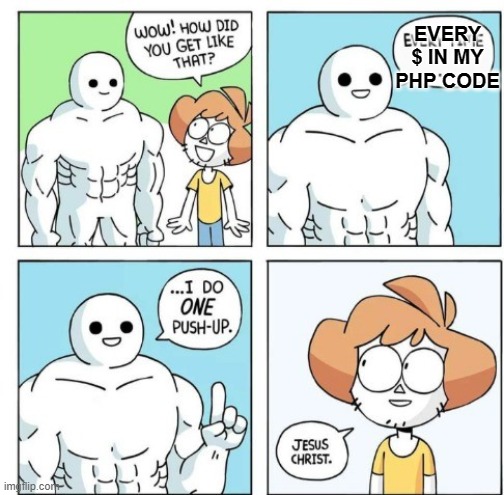 WOW! HOW DID
YOU GET LIKE
THAT?
EVERY
$ IN MY
PHP CODE
...I DO
ONE
PUSH-UP.
JESUS
CHRIST.
imgflip.com